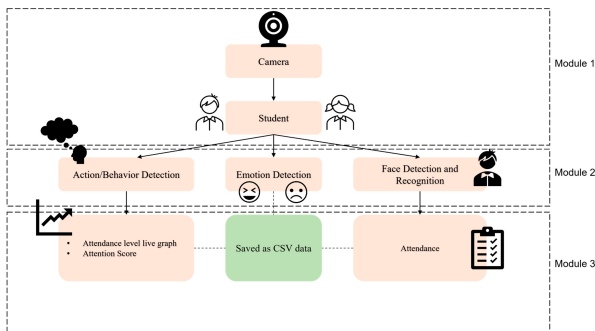 Camera
Module 1
Student
Action/Behavior Detection
Emotion Detection
Face Detection and
Recognition
Module 2
• Attendance level live graph
• Attention Score
Saved as CSV data
Attendance
Module 3